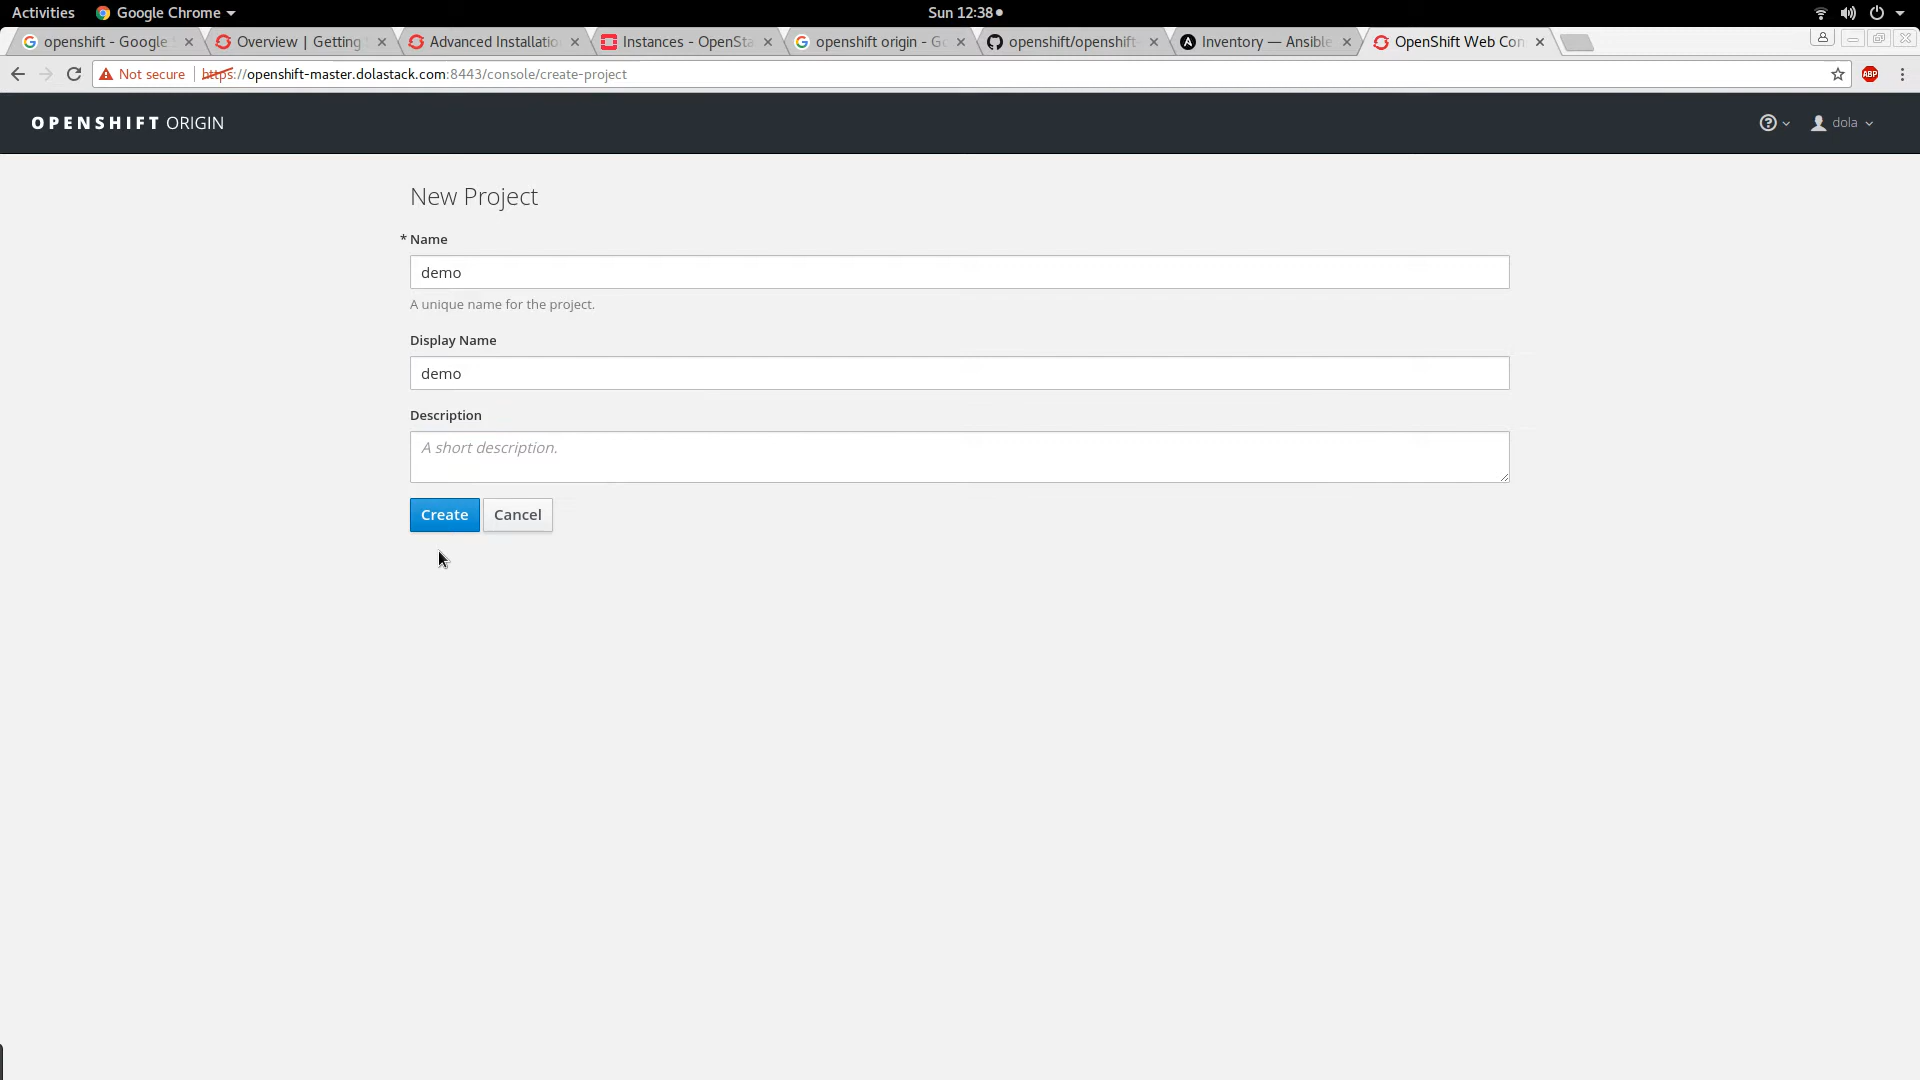 Activities Google Chrome Sun 12:38
openshift - Google Overview | Getting Advanced Installatio Instances - OpenSta openshift origin - Go openshift/openshift- Inventory — Ansible OpenShift Web Con
Not secure https://openshift-master.dolastack.com:8443/console/create-project ABP
OPENSHIFT ORIGIN dola
New Project
* Name
demo
A unique name for the project.
Display Name
demo
Description
A short description.
Create Cancel